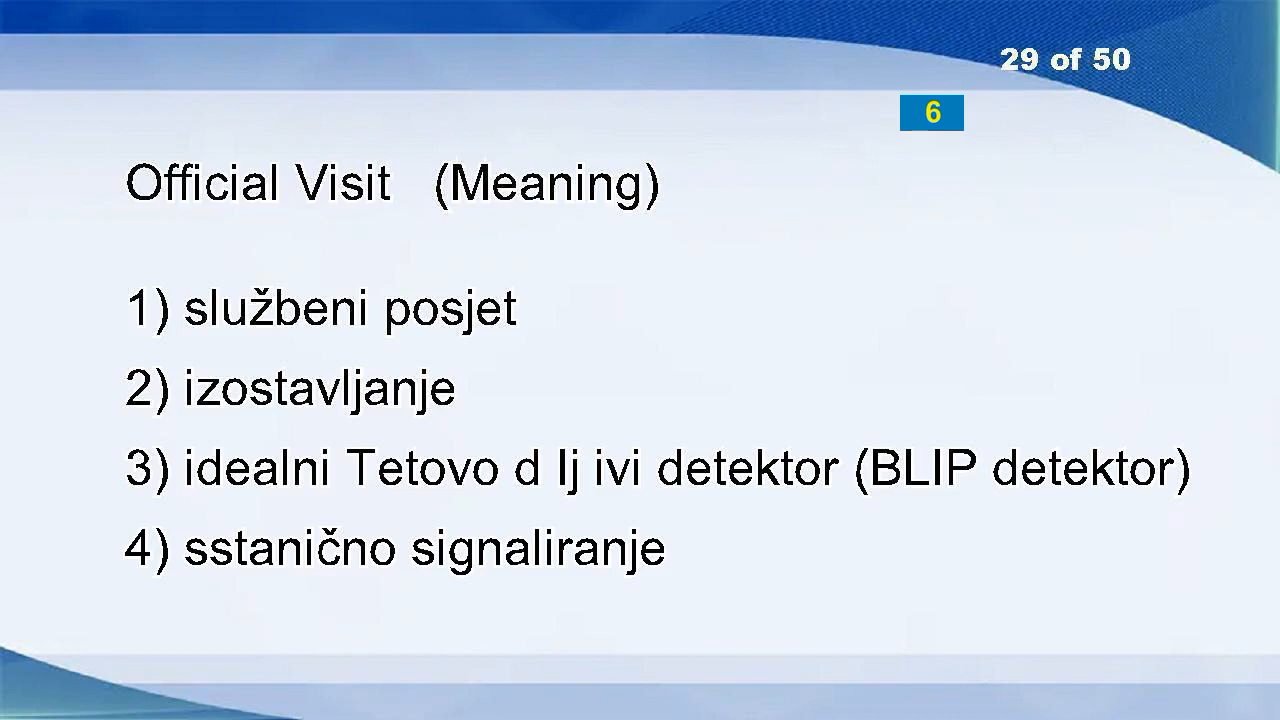 29 of 50
6
Official Visit (Meaning)
1) službeni posjet
2) izostavljanje
3) idealni Tetovo d lj ivi detektor (BLIP detektor)
4) sstanično signaliranje